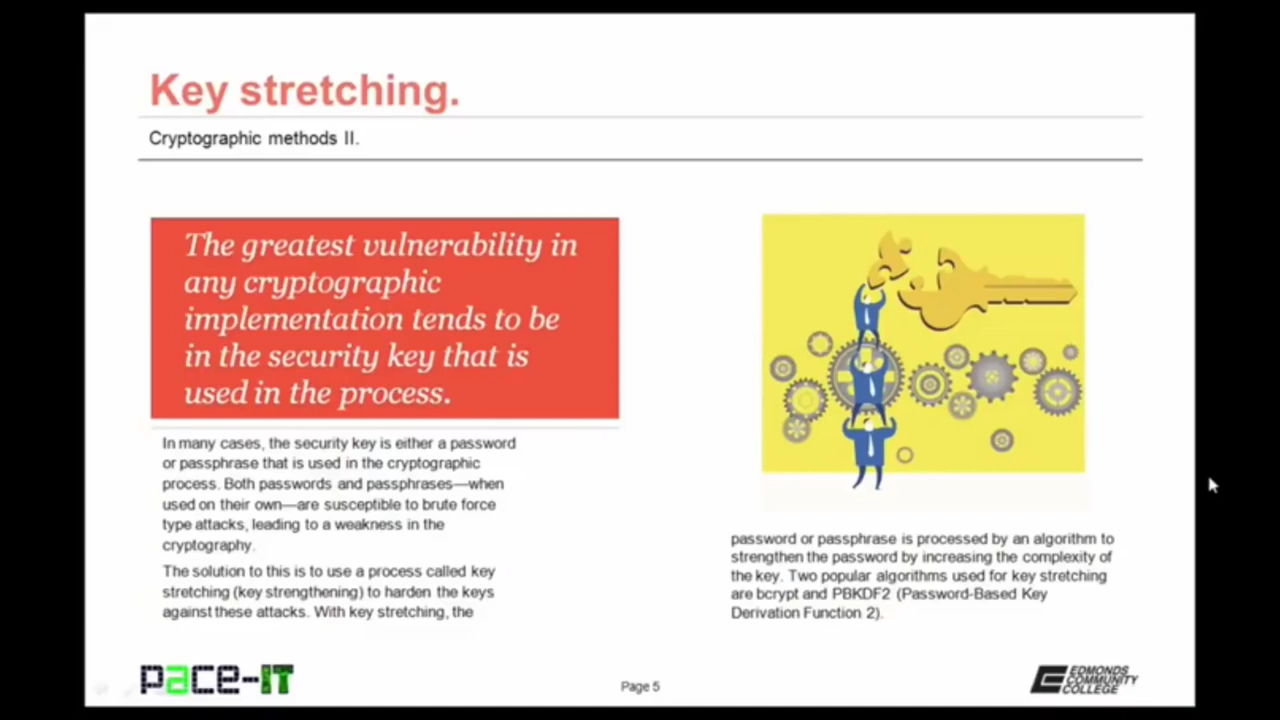 Key stretching.
Cryptographic methods II.
The greatest vulnerability in
any cryptographic
implementation tends to be
in the security key that is
used in the process.
In many cases, the security key is either a password
or passphrase that is used in the cryptographic
process. Both passwords and passphrases—when
used on their own—are susceptible to brute force
type attacks, leading to a weakness in the
cryptography.
The solution to this is to use a process called key
stretching (key strengthening) to harden the keys
against these attacks. With key stretching, the
password or passphrase is processed by an algorithm to
strengthen the password by increasing the complexity of
the key. Two popular algorithms used for key stretching
are bcrypt and PBKDF2 (Password-Based Key
Derivation Function 2).
pace-IT
Page 5
EDMONDS
COMMUNITY
COLLEGE